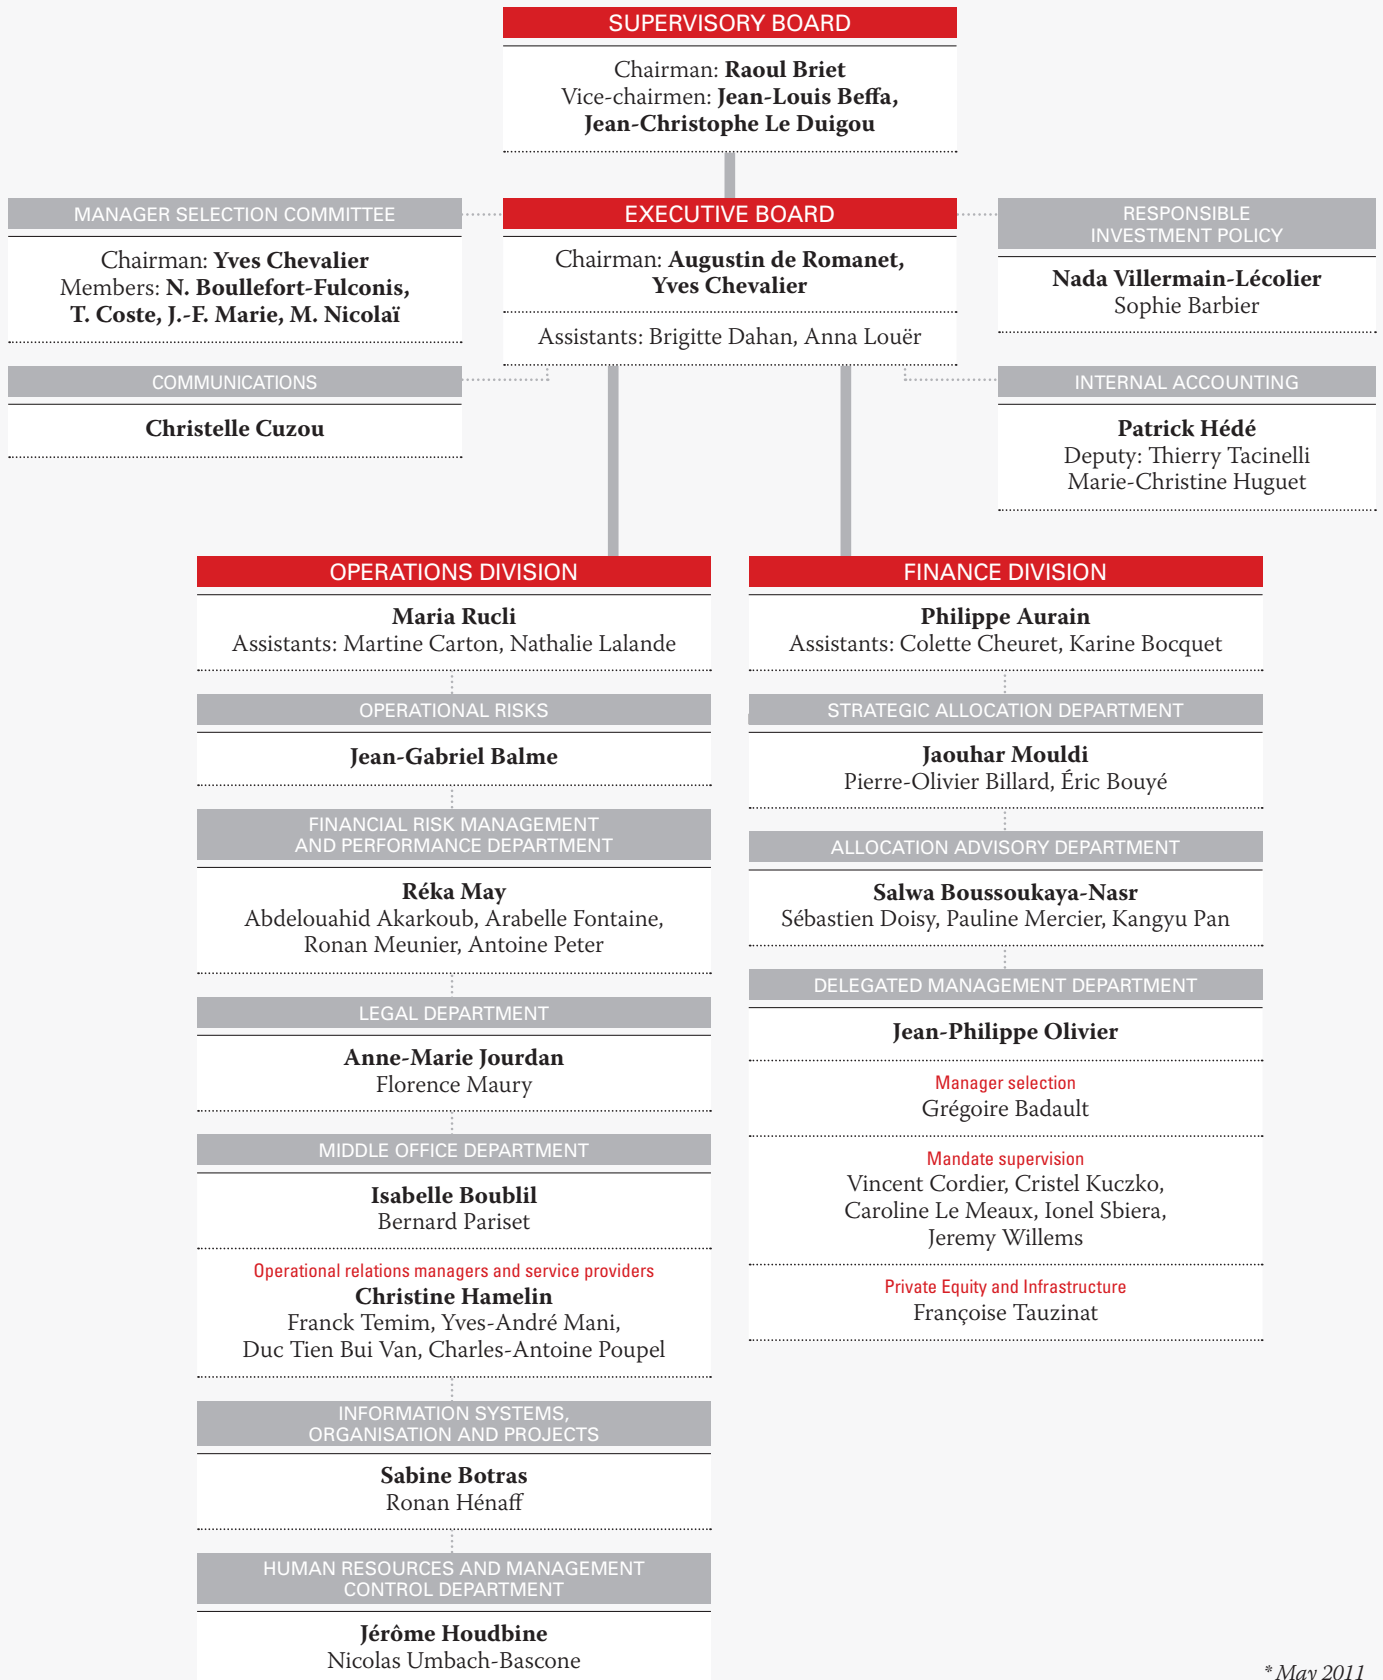 SUPERVISORY BOARD
Chairman: Raoul Briet
Vice-chairmen: Jean-Louis Beffa,
Jean-Christophe Le Duigou
MANAGER SELECTION COMMITTEE
Chairman: Yves Chevalier
Members: N. Boullefort-Fulconis,
T. Coste, J.-F. Marie, M. Nicolaï
EXECUTIVE BOARD
Chairman: Augustin de Romanet,
Yves Chevalier
Assistants: Brigitte Dahan, Anna Louër
RESPONSIBLE
INVESTMENT POLICY
Nada Villermain-Lécolier
Sophie Barbier
COMMUNICATIONS
Christelle Cuzou
INTERNAL ACCOUNTING
Patrick Hédé
Deputy: Thierry Tacinelli
Marie-Christine Huguet
OPERATIONS DIVISION
Maria Rucli
Assistants: Martine Carton, Nathalie Lalande
OPERATIONAL RISKS
Jean-Gabriel Balme
FINANCIAL RISK MANAGEMENT
AND PERFORMANCE DEPARTMENT
Réka May
Abdelouahid Akarkoub, Arabelle Fontaine,
Ronan Meunier, Antoine Peter
LEGAL DEPARTMENT
Anne-Marie Jourdan
Florence Maury
MIDDLE OFFICE DEPARTMENT
Isabelle Boublil
Bernard Pariset
Operational relations managers and service providers
Christine Hamelin
Franck Temim, Yves-André Mani,
Duc Tien Bui Van, Charles-Antoine Poupel
INFORMATION SYSTEMS,
ORGANISATION AND PROJECTS
Sabine Botras
Ronan Hénaff
HUMAN RESOURCES AND MANAGEMENT
CONTROL DEPARTMENT
Jérôme Houdbine
Nicolas Umbach-Bascone
FINANCE DIVISION
Philippe Aurain
Assistants: Colette Cheuret, Karine Bocquet
STRATEGIC ALLOCATION DEPARTMENT
Jaouhar Mouldi
Pierre-Olivier Billard, Éric Bouyé
ALLOCATION ADVISORY DEPARTMENT
Salwa Boussoukaya-Nasr
Sébastien Doisy, Pauline Mercier, Kangyu Pan
DELEGATED MANAGEMENT DEPARTMENT
Jean-Philippe Olivier
Manager selection
Grégoire Badault
Mandate supervision
Vincent Cordier, Cristel Kuczko,
Caroline Le Meaux, Ionel Sbiera,
Jeremy Willems
Private Equity and Infrastructure
Françoise Tauzinat
* May 2011